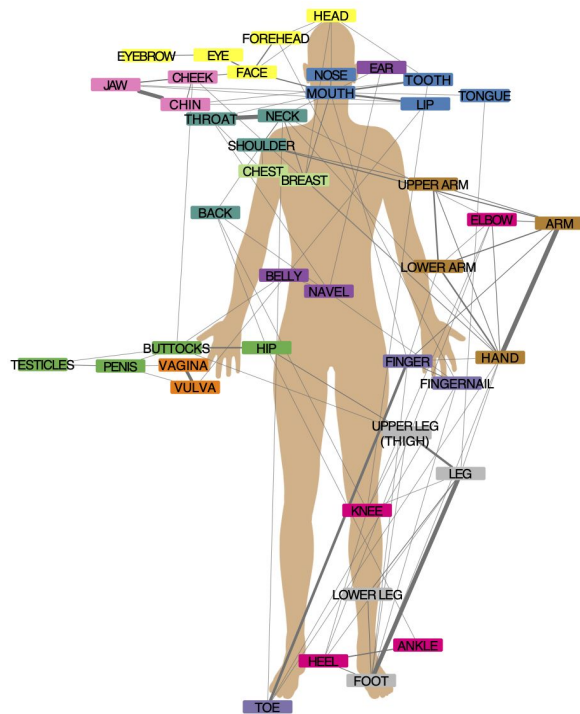 HEAD
FOREHEAD
EYEBROW
EYE
EAR
CHEEK
FACE
NOSE
TOOTH
JAW
MOUTH
TONGUE
CHIN
LIP
THROAT
NECK
SHOULDER
CHEST
BREAST
UPPER ARM
BACK
ELBOW
ARM
LOWER ARM
BELLY
NAVEL
BUTTOCKS
HIP
TESTICLES
PENIS
VAGINA
FINGER
HAND
VULVA
FINGERNAIL
UPPER LEG
(THIGH)
LEG
KNEE
LOWER LEG
ANKLE
HEEL
FOOT
TOE